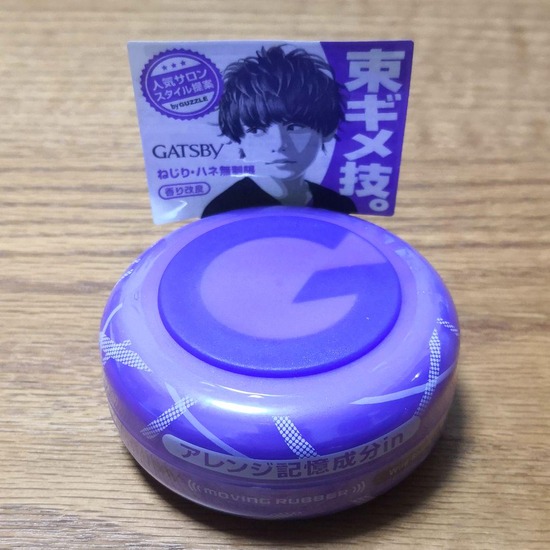 人気サロン
スタイル提案
by GUZZLE
束ギメ技。
GATSBY
ねじり・ハネ無制限
香り改良
G
アレンジ記憶成分in
MOVING RUBBER